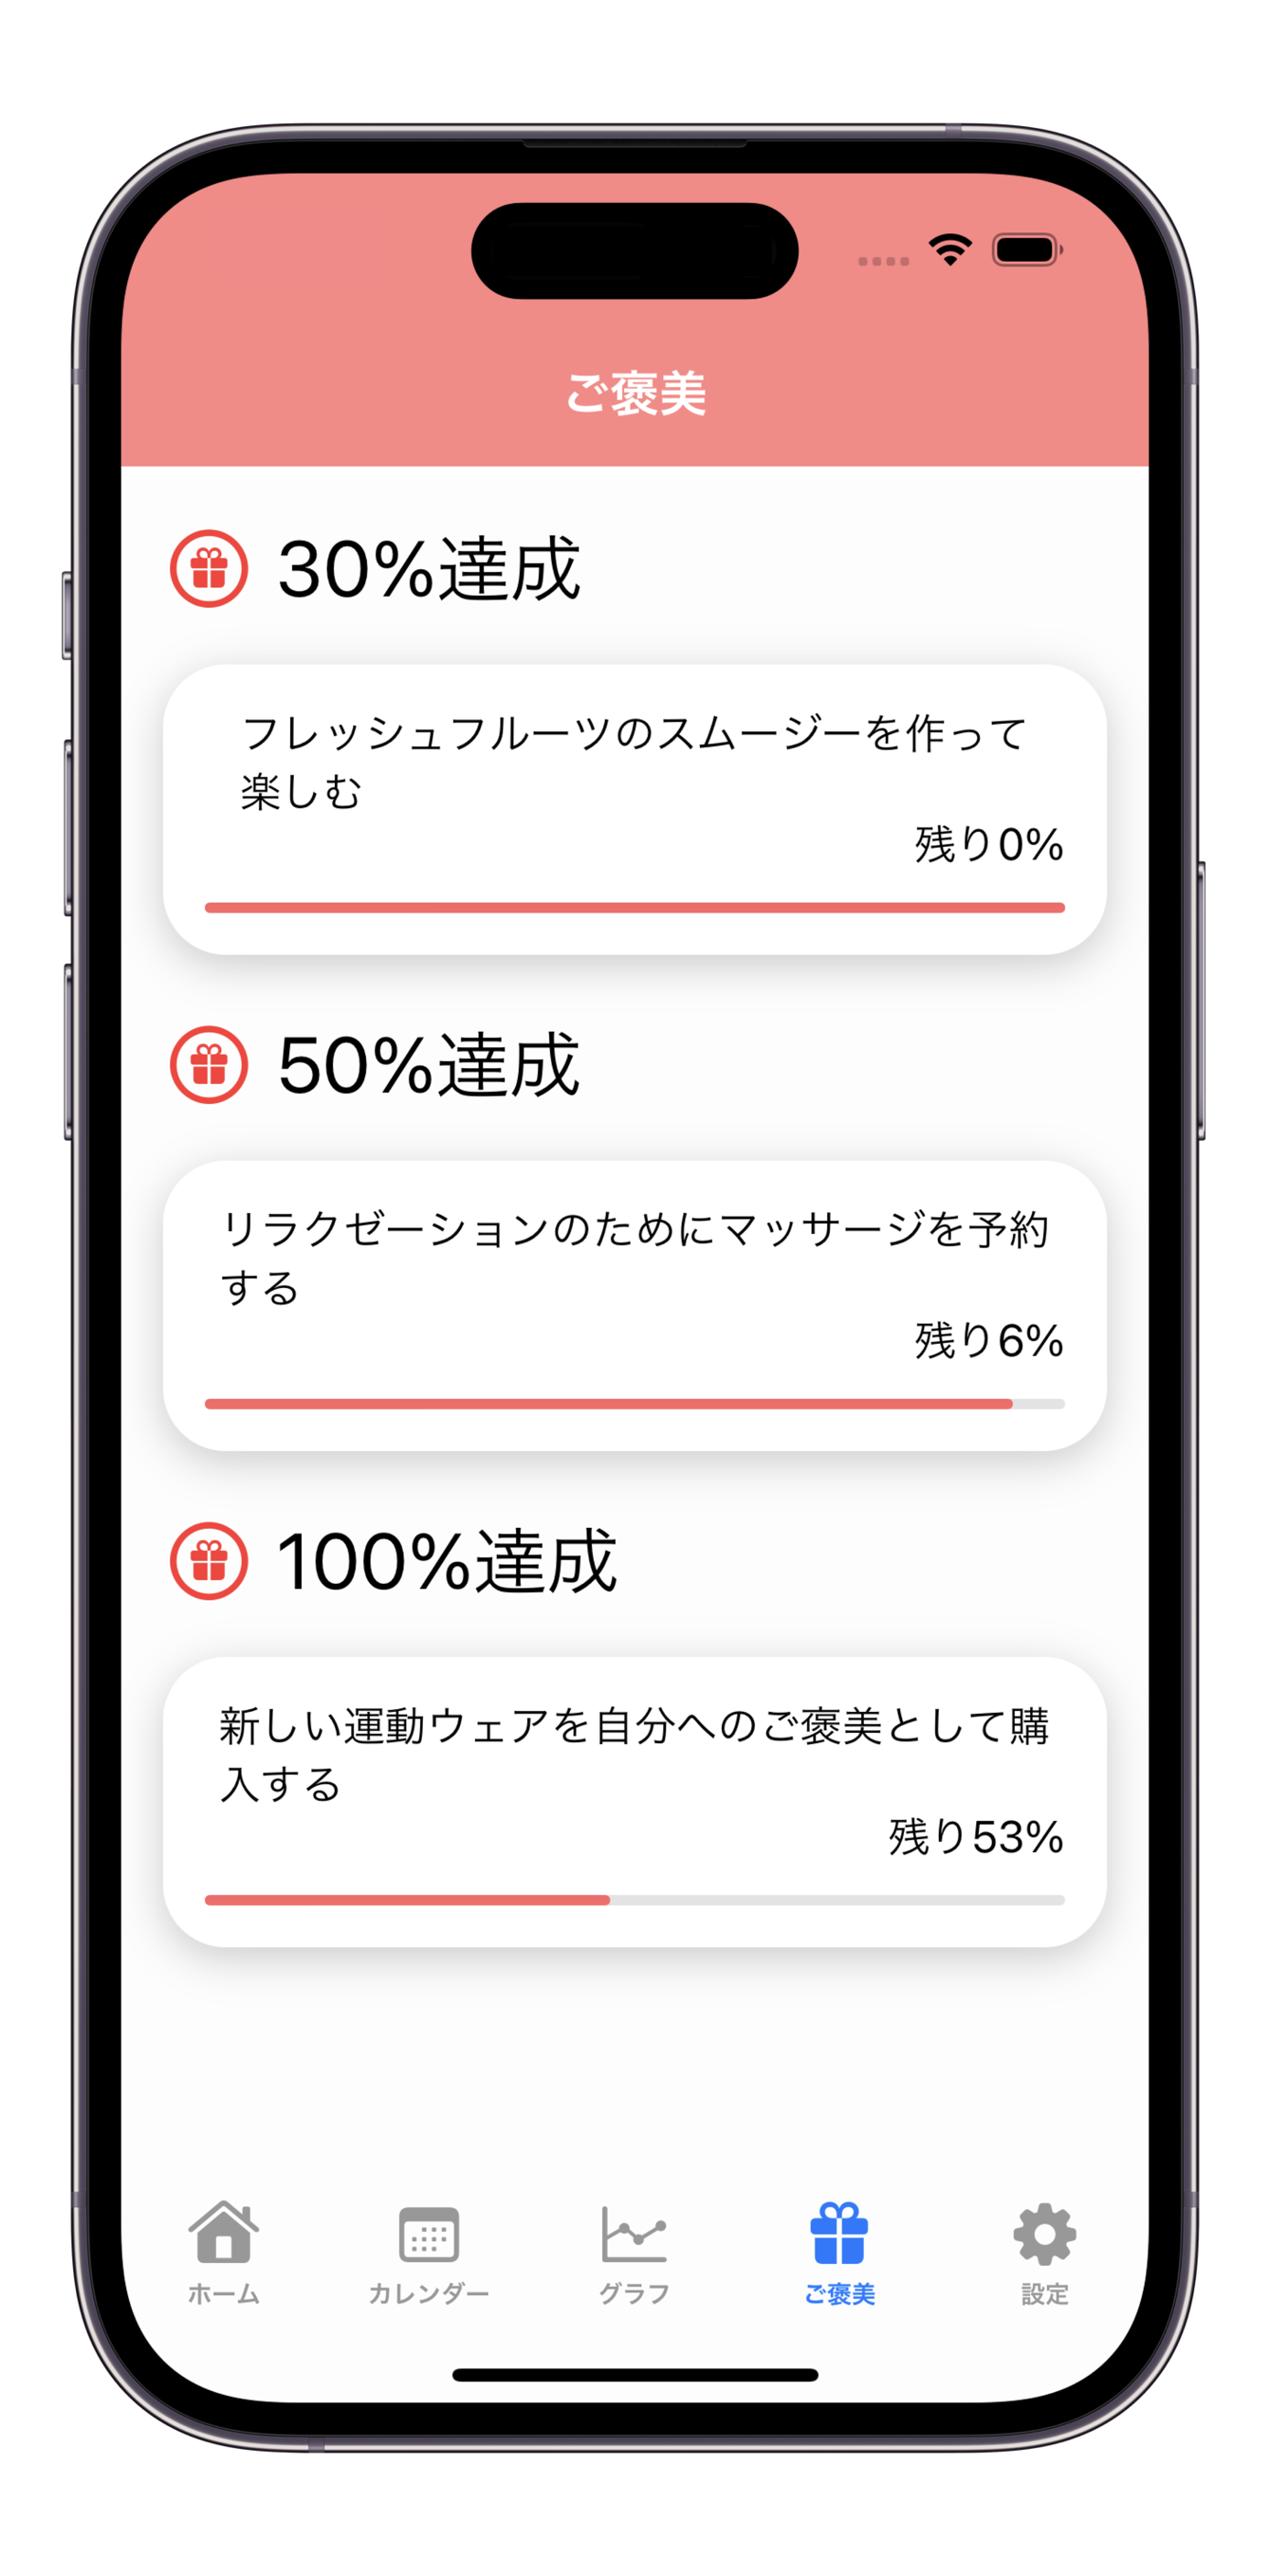 ご褒美
30%達成
フレッシュフルーツのスムージーを作って
楽しむ
残り0%
50%達成
リラクゼーションのためにマッサージを予約
する
残り6%
100%達成
新しい運動ウェアを自分へのご褒美として購
入する
残り53%
ホーム
カレンダー
グラフ
ご褒美
設定